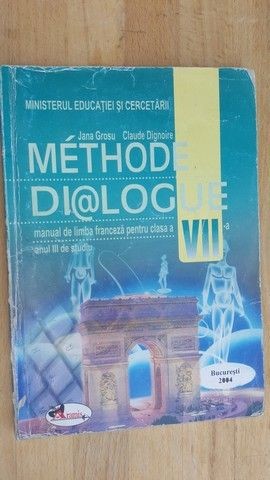 MINISTERUL EDUCAȚIEI ȘI CERCETĂRII
Jana Grosu Claude Dignoire
MÉTHODE
DI@LOGUE
manual de limba franceză pentru clasa a VII-a
anul III de studiu
București
2004
Aramis